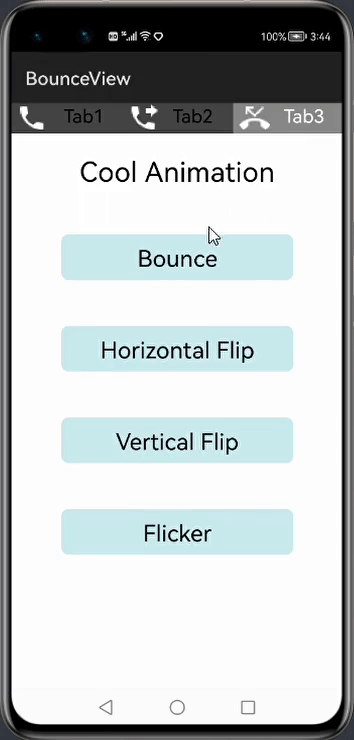 100% 3:44
BounceView
Tab1 Tab2 Tab3
Cool Animation
Bounce
Horizontal Flip
Vertical Flip
Flicker